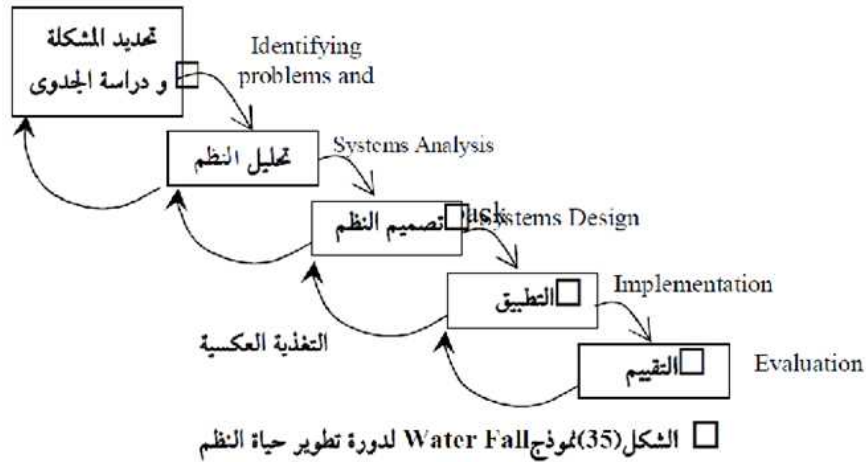 تحديد المشكلة
و دراسة الجدوى
Identifying
problems and
تحليل النظم
Systems Analysis
تصميم النظم
Systems Design
التطبيق
Implementation
التغذية العكسية
التقييم
Evaluation
الشكل(35)نموذجWater Fall لدورة تطوير حياة النظم